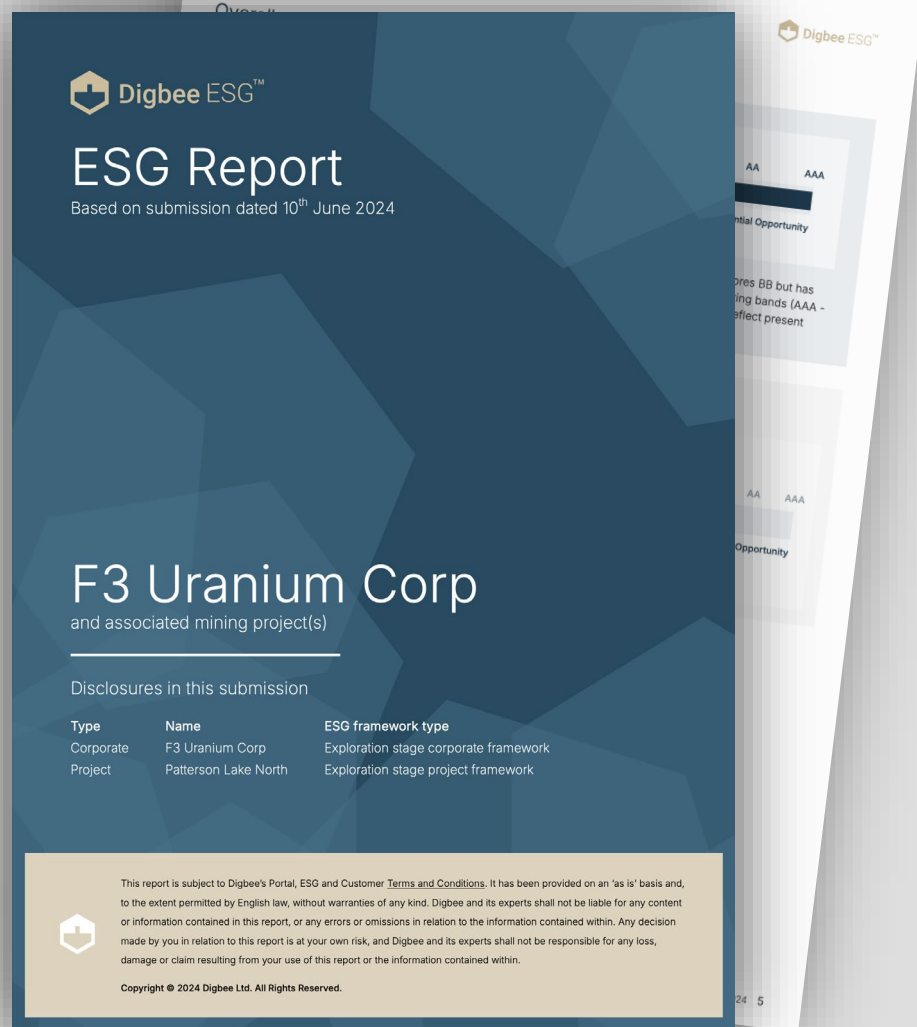 Digbee ESG™
ESG Report
Based on submission dated 10th June 2024
F3 Uranium Corp
and associated mining project(s)
Disclosures in this submission
Type Name ESG framework type
Corporate F3 Uranium Corp Exploration stage corporate framework
Project Patterson Lake North Exploration stage project framework
This report is subject to Digbee's Portal, ESG and Customer Terms and Conditions. It has been provided on an 'as is' basis and,
to the extent permitted by English law, without warranties of any kind. Digbee and its experts shall not be liable for any content
or information contained in this report, or any errors or omissions in relation to the information contained within. Any decision
made by you in relation to this report is at your own risk, and Digbee and its experts shall not be responsible for any loss,
damage or claim resulting from your use of this report or the information contained within.
Copyright © 2024 Digbee Ltd. All Rights Reserved.
Digbee ESG™
AA AAA
Opportunity
BB but has
bands (AAA -
present
AA AAA
Opportunity
24 5